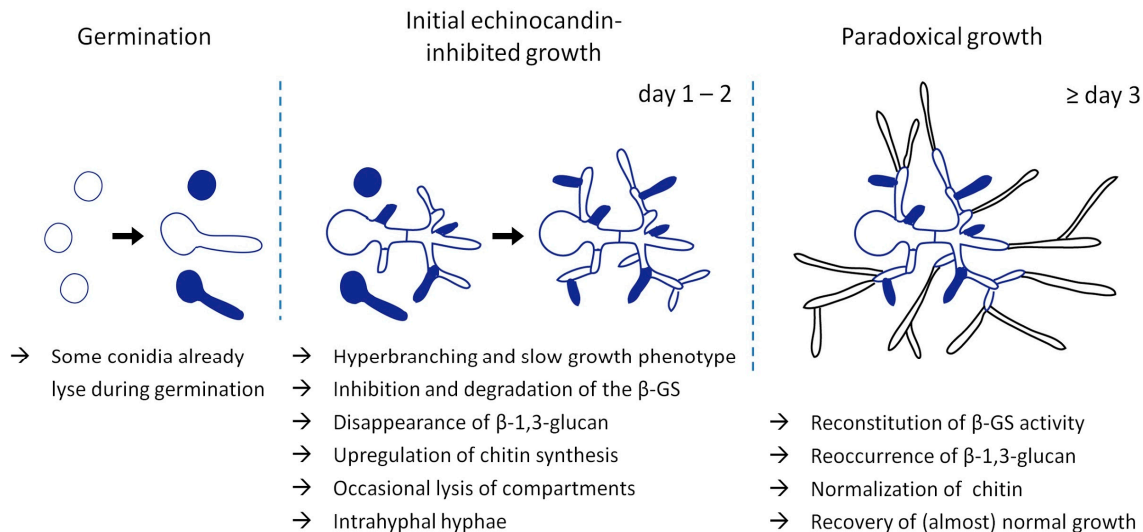 Germination
Initial echinocandin-
inhibited growth
Paradoxical growth
day 1 – 2
≥ day 3
→ Some conidia already
lyse during germination
→ Hyperbranching and slow growth phenotype
→ Inhibition and degradation of the β-GS
→ Disappearance of β-1,3-glucan
→ Upregulation of chitin synthesis
→ Occasional lysis of compartments
→ Intrahyphal hyphae
→ Reconstitution of β-GS activity
→ Reoccurrence of β-1,3-glucan
→ Normalization of chitin
→ Recovery of (almost) normal growth